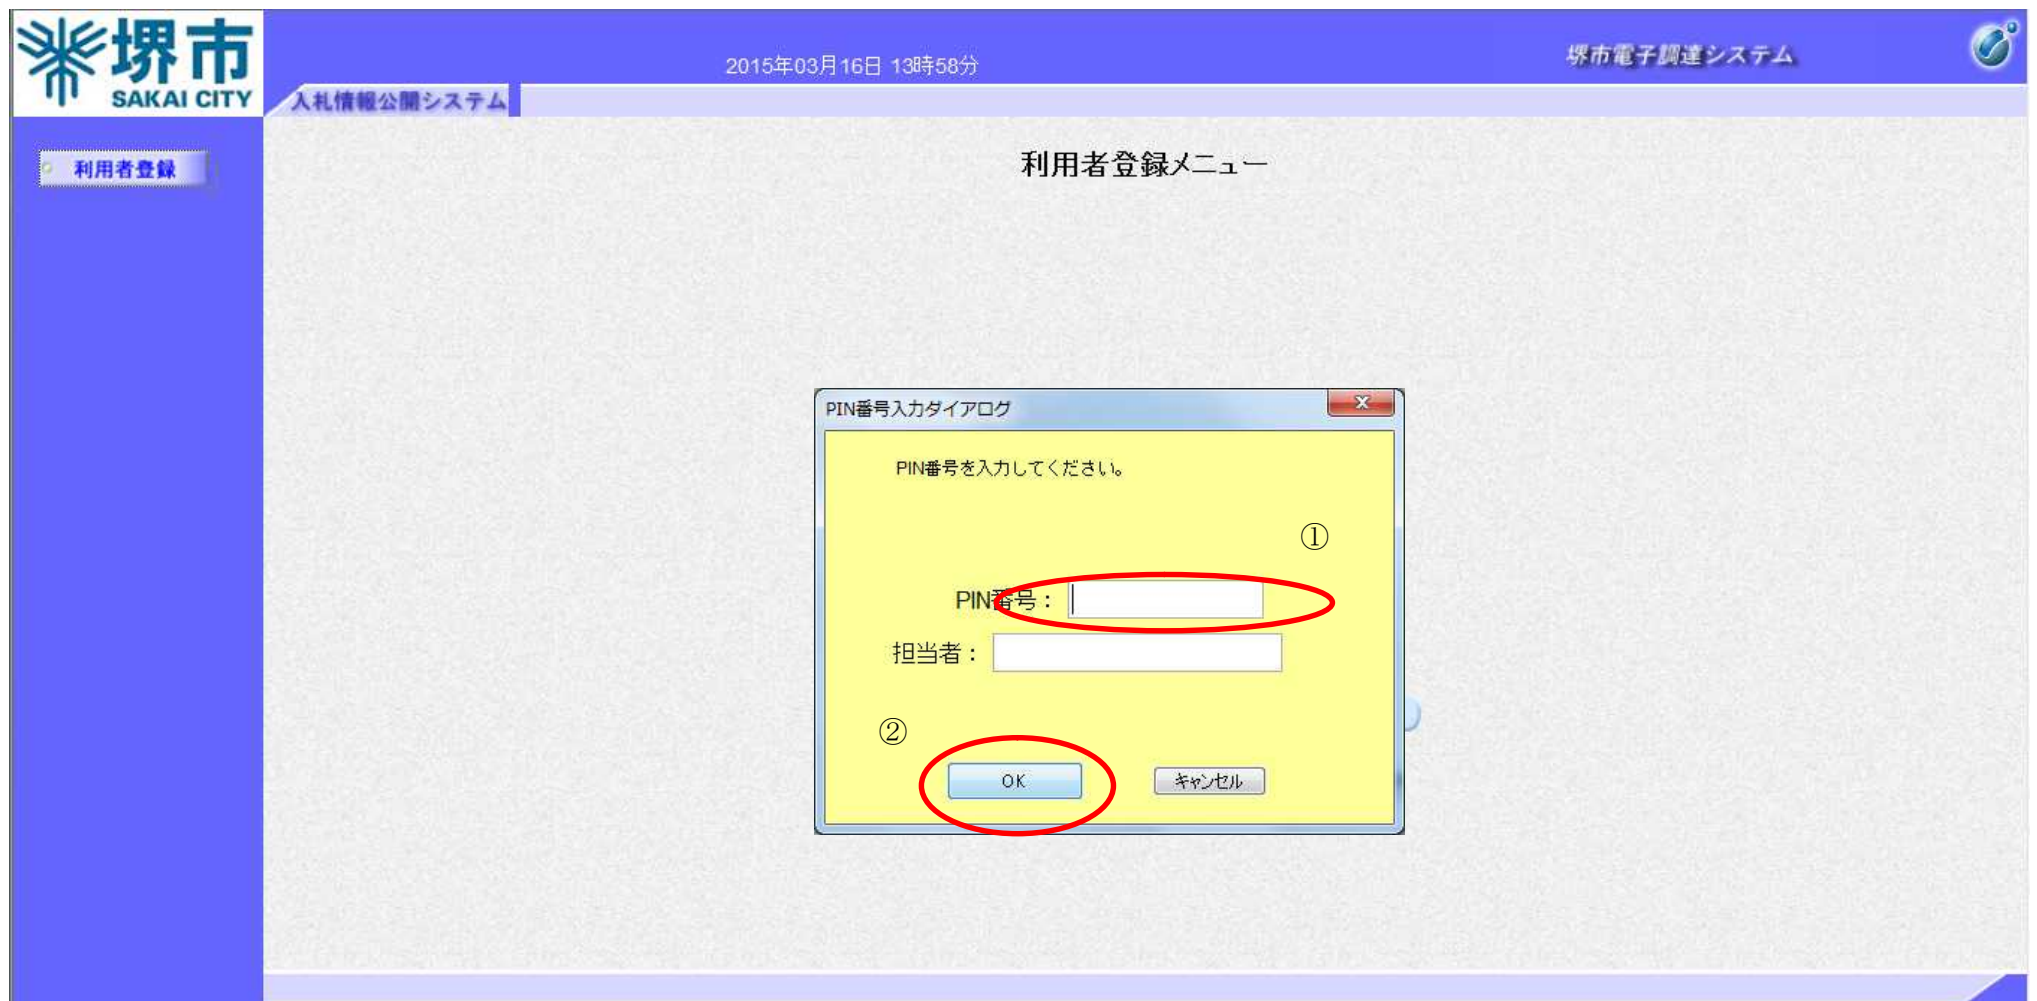 堺市
SAKAI CITY
2015年03月16日 13時58分
堺市電子調達システム
入札情報公開システム
利用者登録
利用者登録メニュー
PIN番号入力ダイアログ
x
PIN番号を入力してください。
①
PIN番号：
担当者：
②
OK
キャンセル